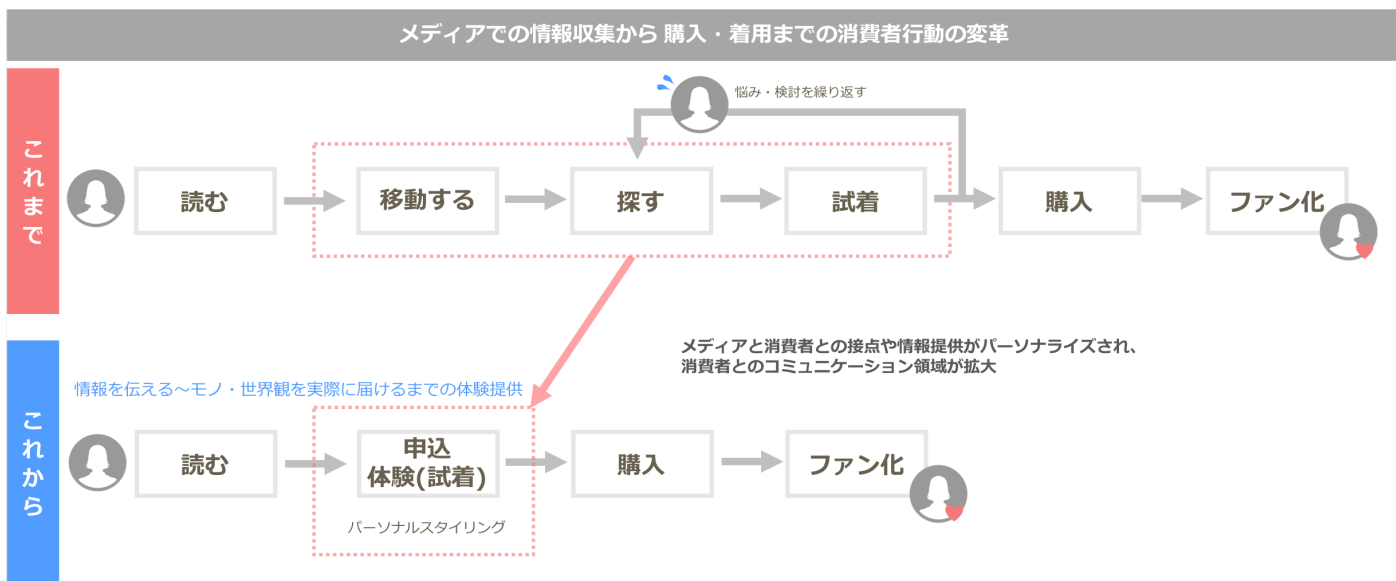 メディアでの情報収集から 購入・着用までの消費者行動の変革
これまで
悩み・検討を繰り返す
読む
移動する
探す
試着
購入
ファン化
これから
メディアと消費者との接点や情報提供がパーソナライズされ、
消費者とのコミュニケーション領域が拡大
情報を伝える～モノ・世界観を実際に届けるまでの体験提供
読む
申込
体験(試着)
購入
ファン化
パーソナルスタイリング